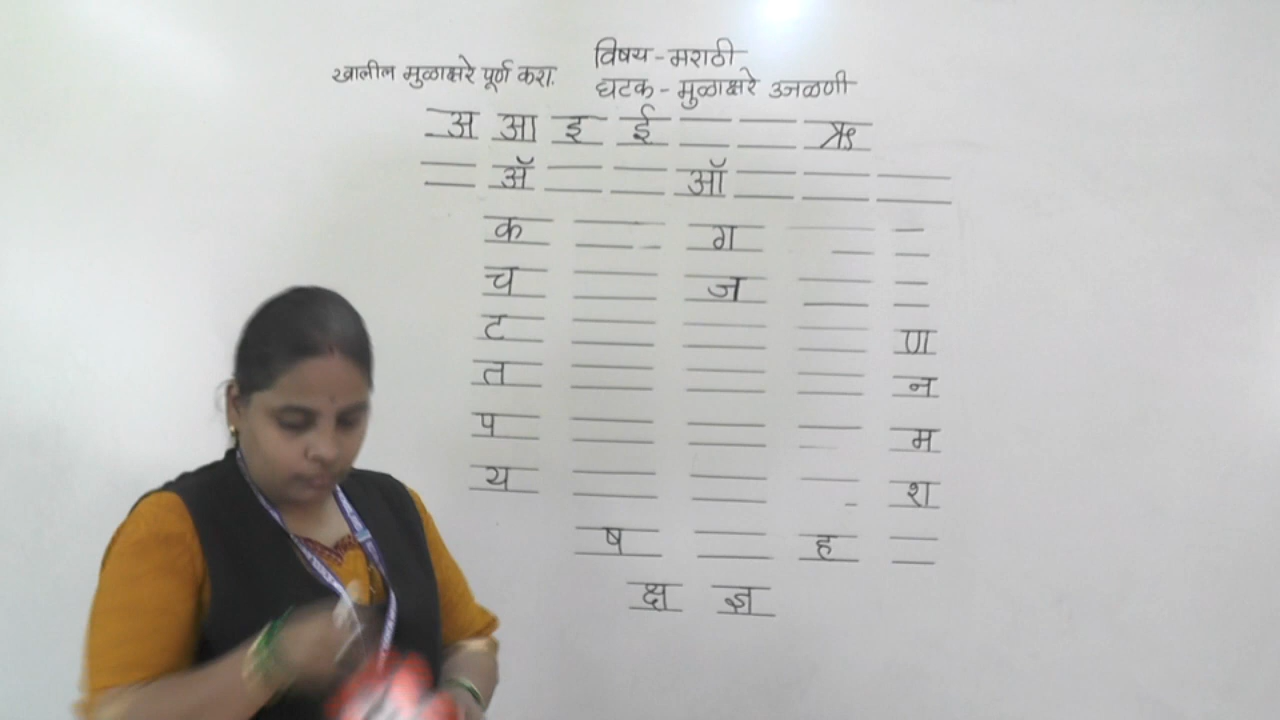 विषय - मराठी
खालील मुळाक्षरे पूर्ण करा.
घटक - मुळाक्षरे उजळणी
अ आ इ ई ऋ
ॲ ऑ
क ग
च ज
ट ण
त न
प म
य श
ष ह
क्ष ज्ञ